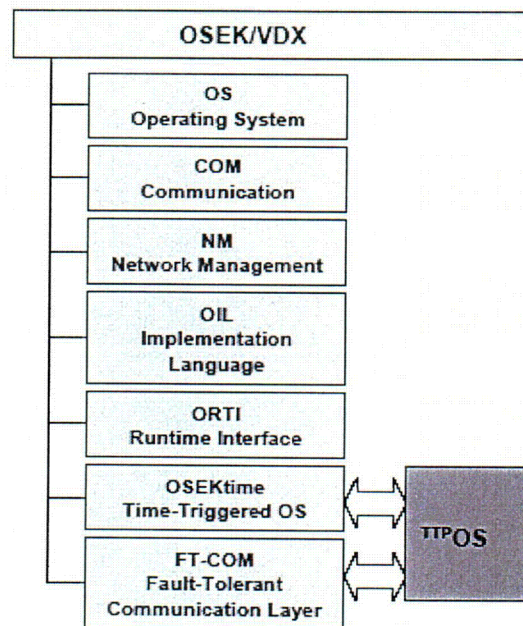 OSEK/VDX
OS
Operating System
COM
Communication
NM
Network Management
OIL
Implementation
Language
ORTI
Runtime Interface
OSEKtime
Time-Triggered OS
TTPOS
FT-COM
Fault-Tolerant
Communication Layer